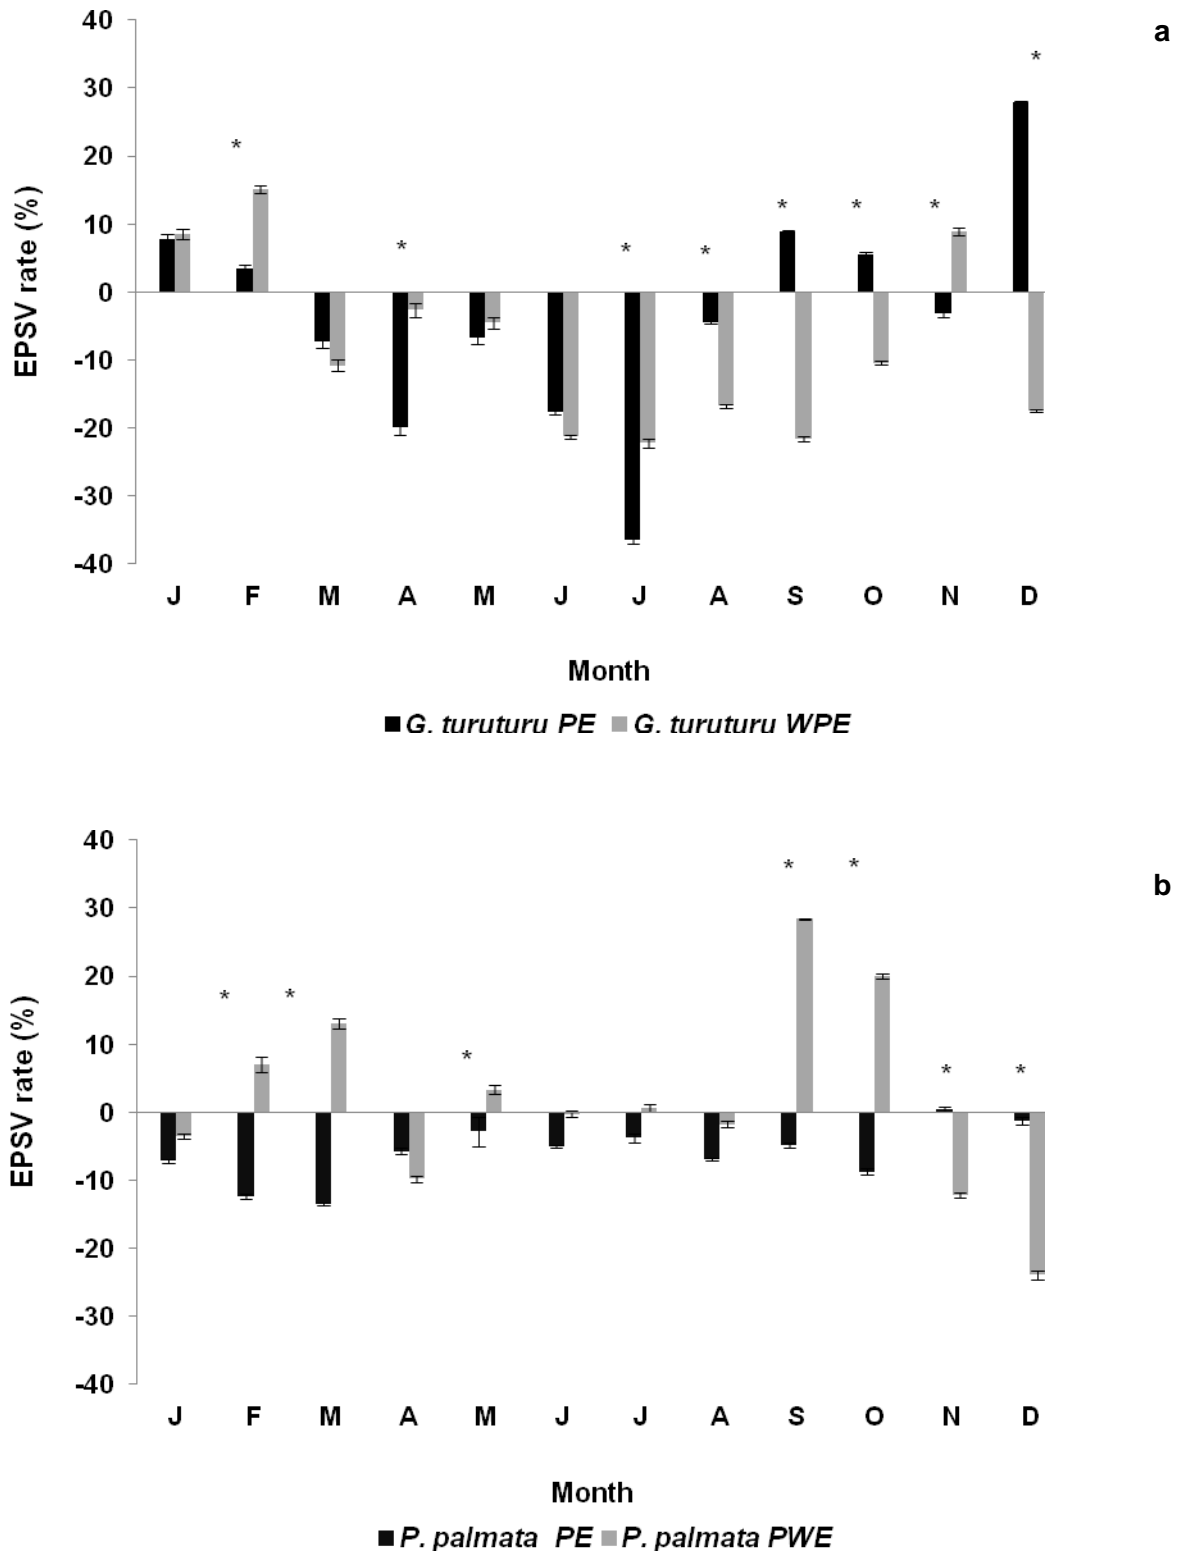 a
*
40
30
*
20
* * *
10
* * *
0
-10
-20
-30
-40
EPSV rate (%)
J F M A M J J A S O N D
Month
G. turuturu PE G. turuturu WPE
b
40
* *
30
20
* *
10
* * *
0
-10
-20
-30
-40
EPSV rate (%)
J F M A M J J A S O N D
Month
P. palmata PE P. palmata PWE